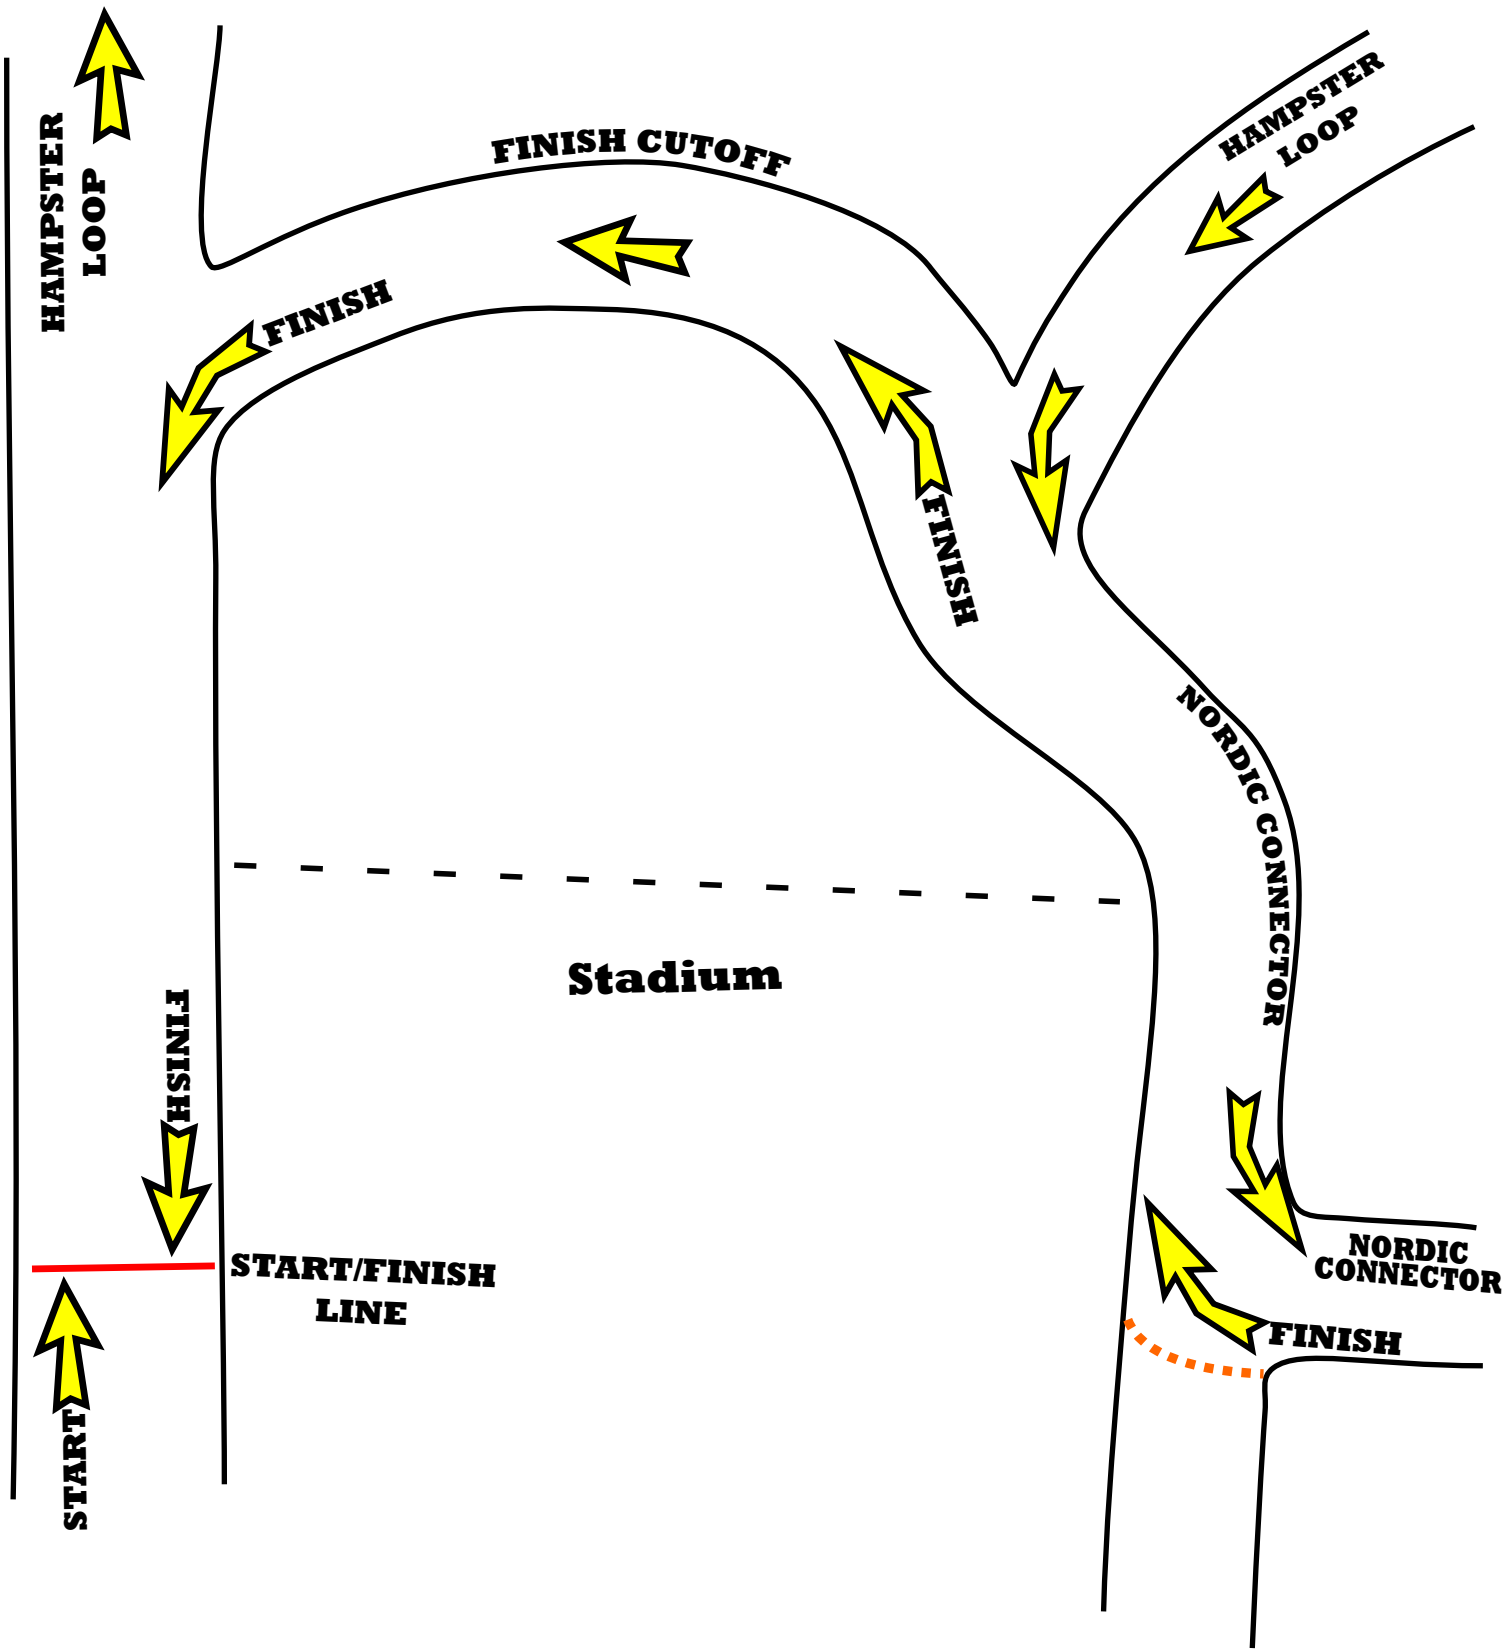 HAMPSTER
LOOP
FINISH CUTOFF
HAMPSTER
LOOP
FINISH
FINISH
NORDIC CONNECTOR
Stadium
FINISH
START/FINISH
LINE
NORDIC
CONNECTOR
FINISH
START